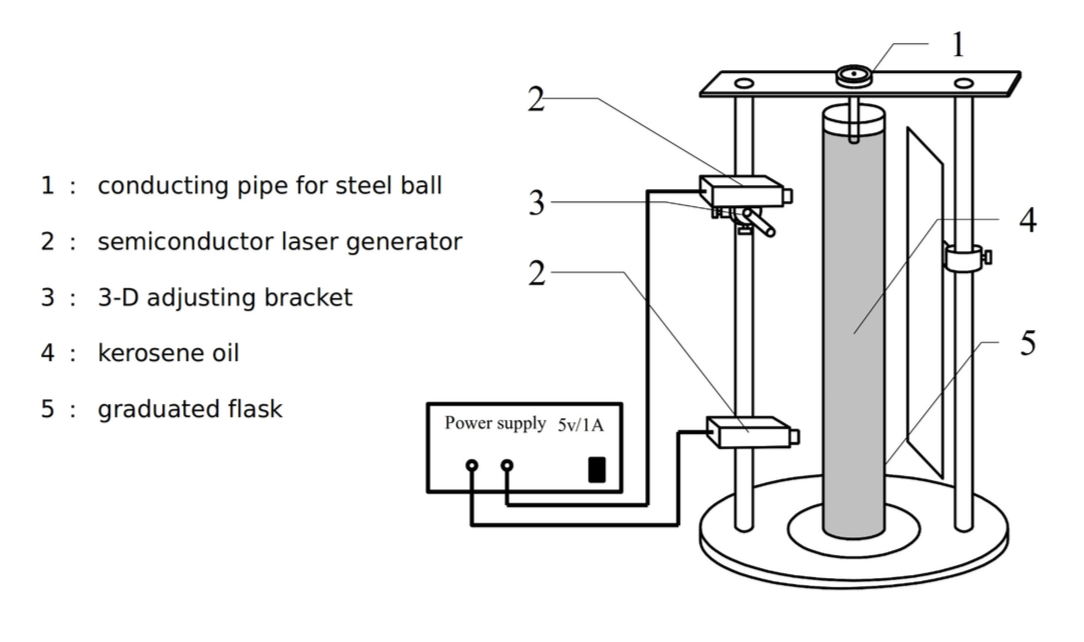 1 : conducting pipe for steel ball
2 : semiconductor laser generator
3 : 3-D adjusting bracket
4 : kerosene oil
5 : graduated flask
1
2
3
2
4
5
Power supply 5v/1A